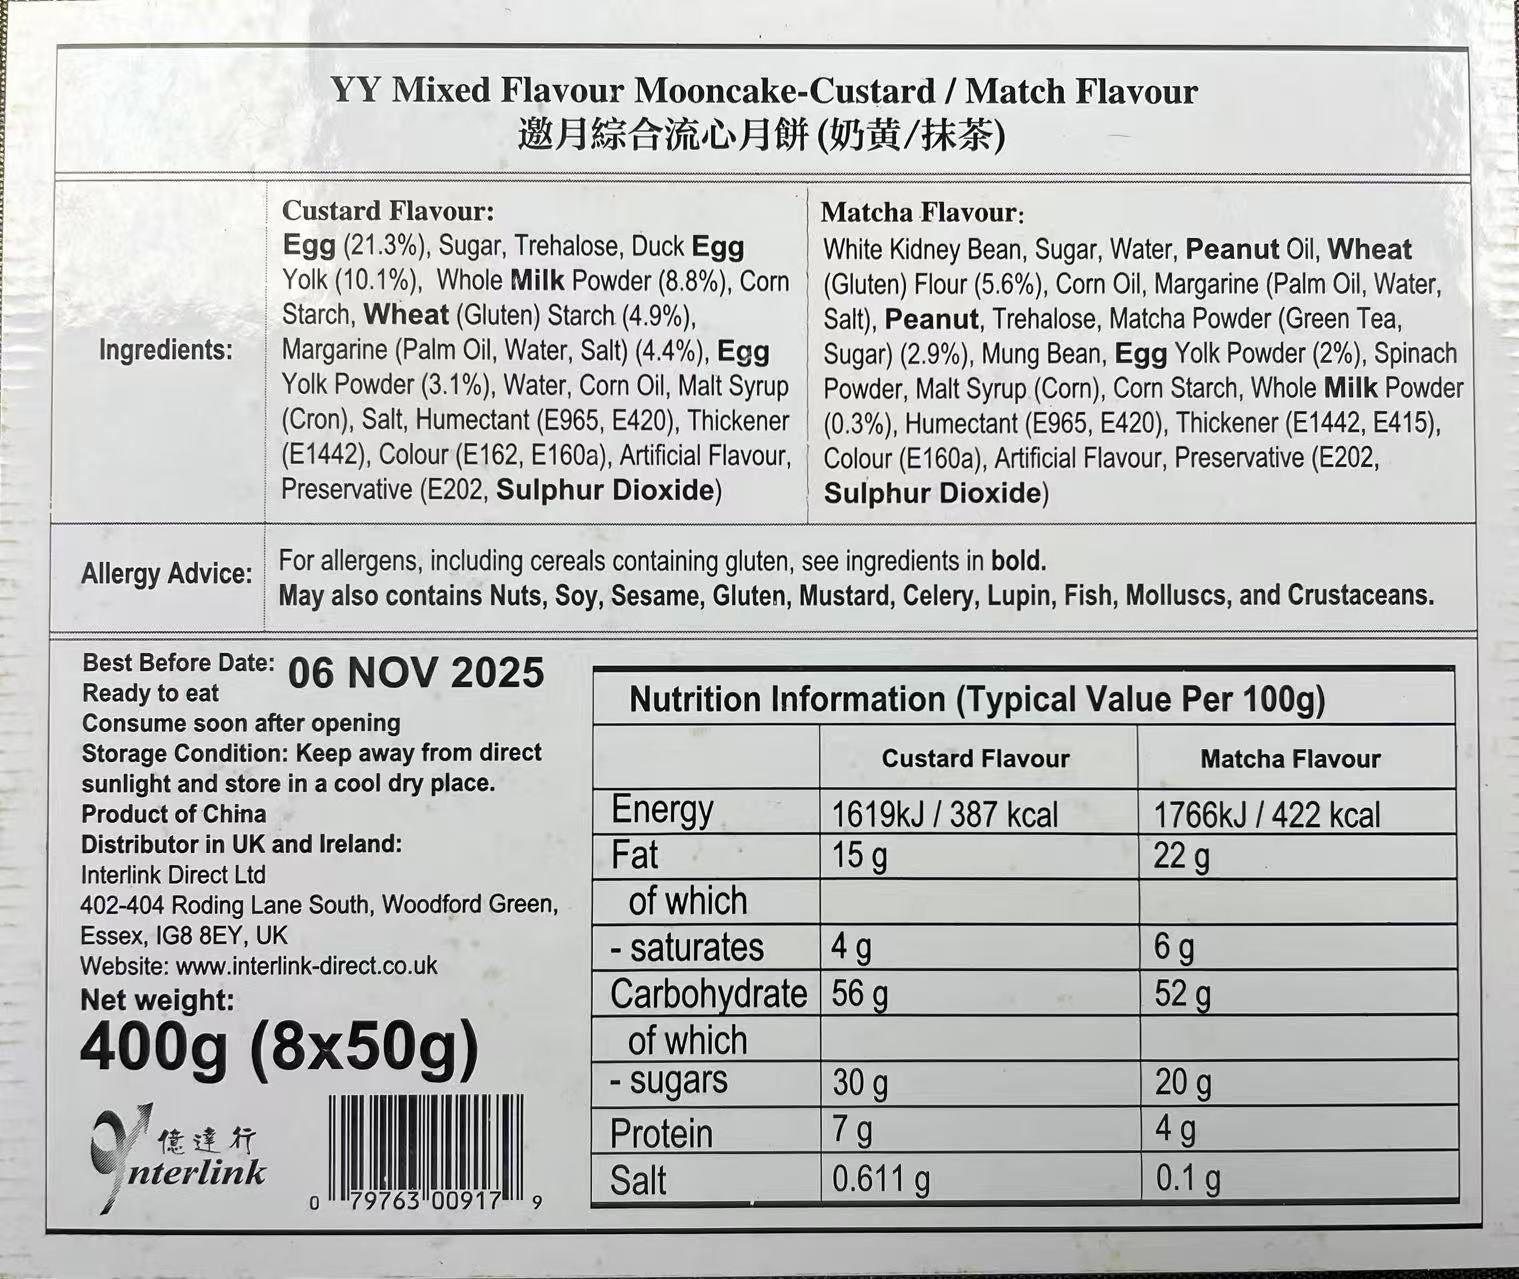 YY Mixed Flavour Mooncake-Custard / Match Flavour
邀月綜合流心月餅 (奶黄/抹茶)
Ingredients:
Custard Flavour:
Egg (21.3%), Sugar, Trehalose, Duck Egg
Yolk (10.1%), Whole Milk Powder (8.8%), Corn
Starch, Wheat (Gluten) Starch (4.9%),
Margarine (Palm Oil, Water, Salt) (4.4%), Egg
Yolk Powder (3.1%), Water, Corn Oil, Malt Syrup
(Cron), Salt, Humectant (E965, E420), Thickener
(E1442), Colour (E162, E160a), Artificial Flavour,
Preservative (E202, Sulphur Dioxide)
Matcha Flavour:
White Kidney Bean, Sugar, Water, Peanut Oil, Wheat
(Gluten) Flour (5.6%), Corn Oil, Margarine (Palm Oil, Water,
Salt), Peanut, Trehalose, Matcha Powder (Green Tea,
Sugar) (2.9%), Mung Bean, Egg Yolk Powder (2%), Spinach
Powder, Malt Syrup (Corn), Corn Starch, Whole Milk Powder
(0.3%), Humectant (E965, E420), Thickener (E1442, E415),
Colour (E160a), Artificial Flavour, Preservative (E202,
Sulphur Dioxide)
Allergy Advice:
For allergens, including cereals containing gluten, see ingredients in bold.
May also contains Nuts, Soy, Sesame, Gluten, Mustard, Celery, Lupin, Fish, Molluscs, and Crustaceans.
Best Before Date: 06 NOV 2025
Ready to eat
Consume soon after opening
Storage Condition: Keep away from direct
sunlight and store in a cool dry place.
Product of China
Distributor in UK and Ireland:
Interlink Direct Ltd
402-404 Roding Lane South, Woodford Green,
Essex, IG8 8EY, UK
Website: www.interlink-direct.co.uk
Net weight:
400g (8x50g)
億達行
Ynterlink
0 79763 00917 9
Nutrition Information (Typical Value Per 100g)
Custard Flavour Matcha Flavour
Energy 1619kJ / 387 kcal 1766kJ / 422 kcal
Fat 15 g 22 g
of which
- saturates 4 g 6 g
Carbohydrate 56 g 52 g
of which
- sugars 30 g 20 g
Protein 7 g 4 g
Salt 0.611 g 0.1 g